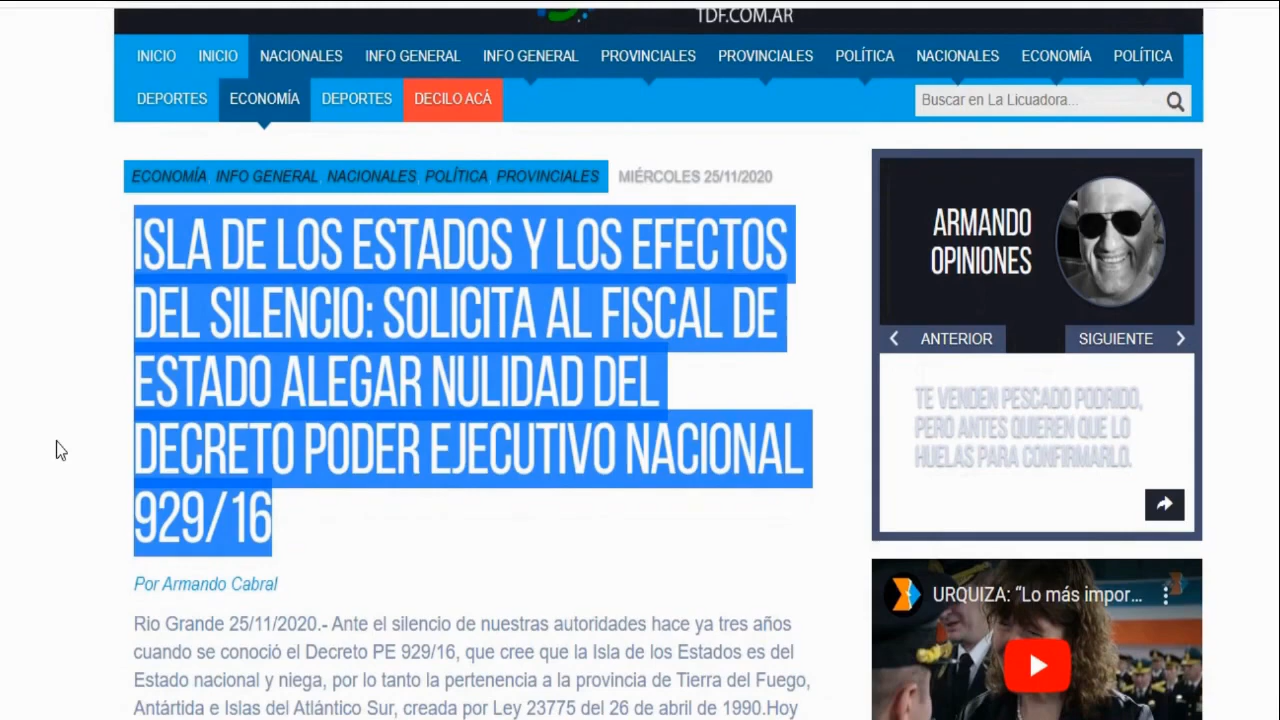 TDF.COM.AR
INICIO INICIO NACIONALES INFO GENERAL INFO GENERAL PROVINCIALES PROVINCIALES POLÍTICA NACIONALES ECONOMÍA POLÍTICA
DEPORTES ECONOMÍA DEPORTES DECILO ACÁ
Buscar en La Licuadora...
ECONOMÍA INFO GENERAL NACIONALES POLÍTICA PROVINCIALES MIÉRCOLES 25/11/2020
ISLA DE LOS ESTADOS Y LOS EFECTOS
DEL SILENCIO: SOLICITA AL FISCAL DE
ESTADO ALEGAR NULIDAD DEL
DECRETO PODER EJECUTIVO NACIONAL
929/16
Por Armando Cabral
Rio Grande 25/11/2020.- Ante el silencio de nuestras autoridades hace ya tres años
cuando se conoció el Decreto PE 929/16, que cree que la Isla de los Estados es del
Estado nacional y niega, por lo tanto la pertenencia a la provincia de Tierra del Fuego,
Antártida e Islas del Atlántico Sur, creada por Ley 23775 del 26 de abril de 1990.Hoy
ARMANDO
OPINIONES
ANTERIOR SIGUIENTE
TE VENDEN PESCADO PODRIDO,
PERO ANTES QUIEREN QUE LO
HUELAS PARA CONFIRMARLO.
URQUIZA: “Lo más impor...